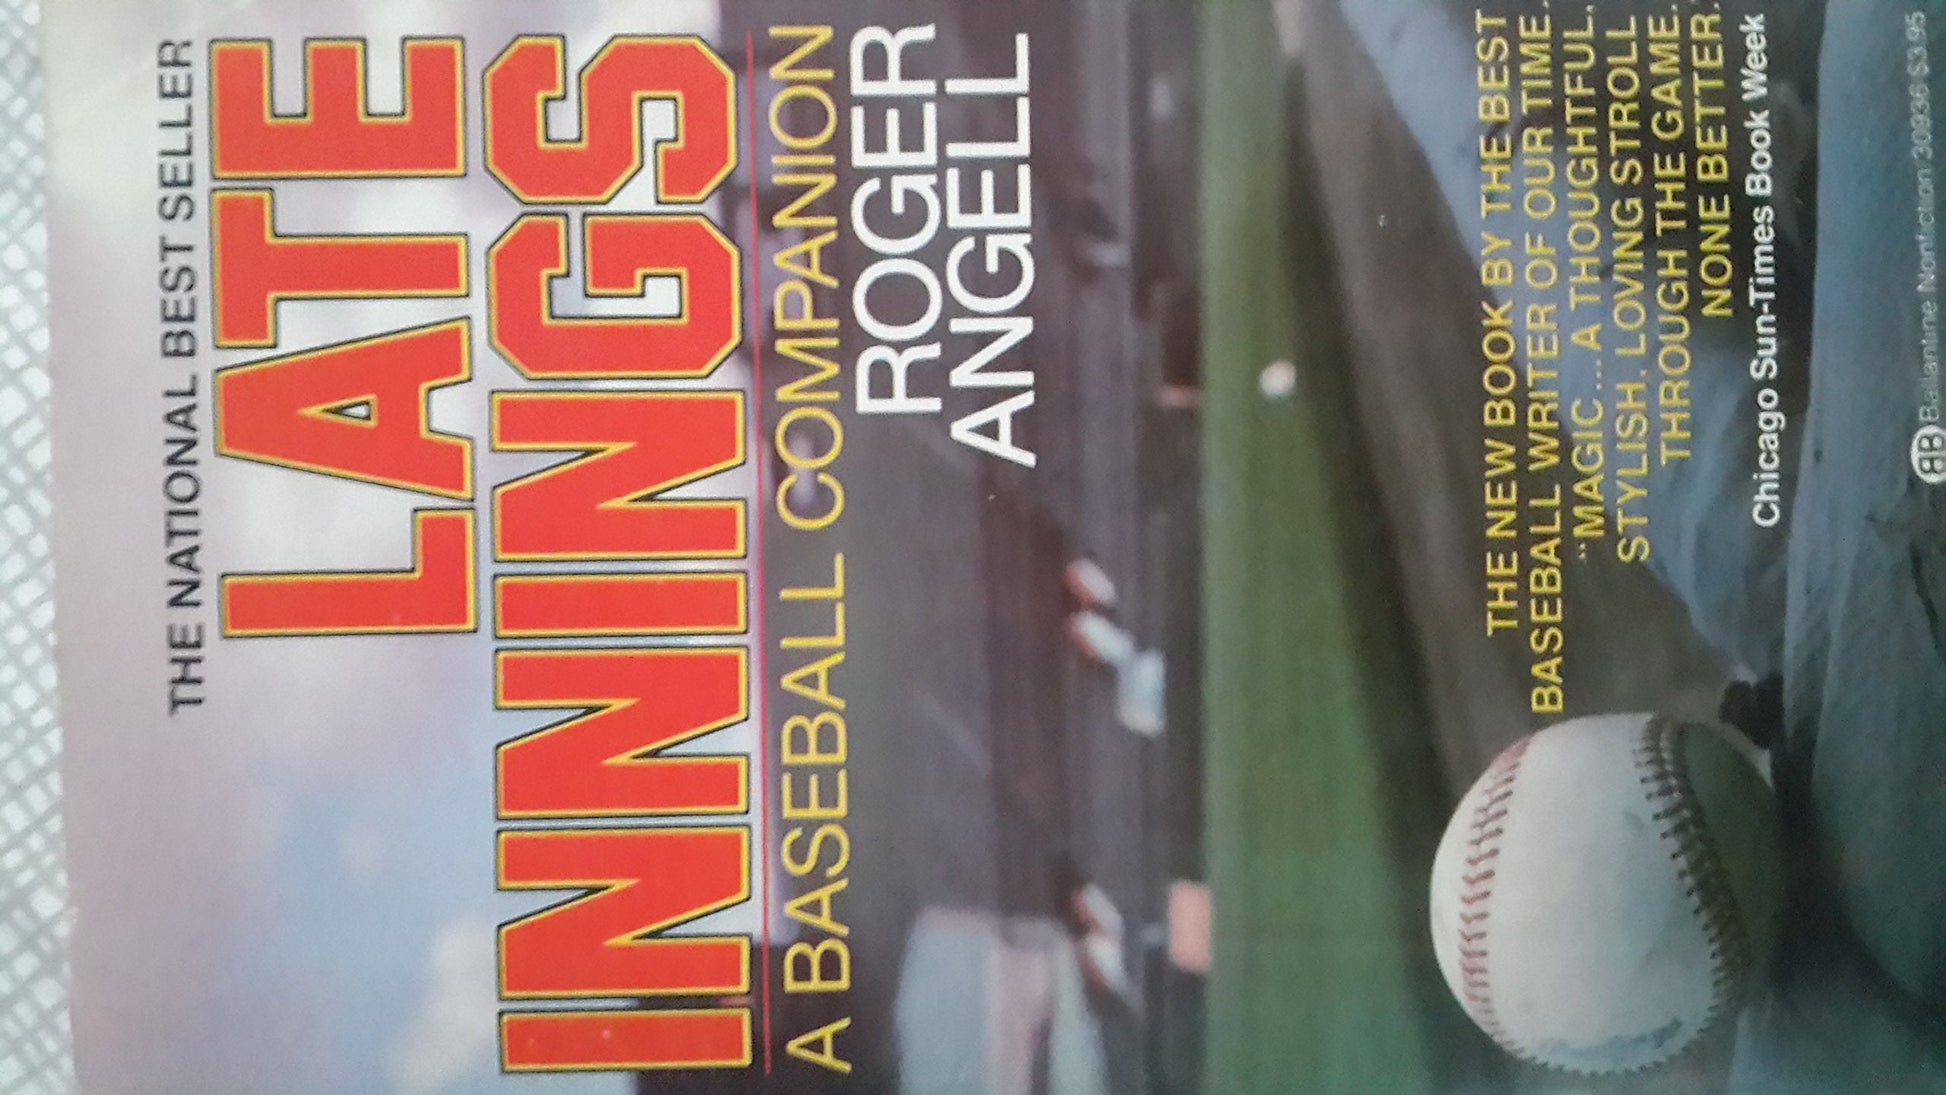 THE NATIONAL BEST SELLER
LATE
INNINGS
A BASEBALL COMPANION
ROGER
ANGELL
THE NEW BOOK BY THE BEST
BASEBALL WRITER OF OUR TIME.
“MAGIC... A THOUGHTFUL,
STYLISH, LOVING STROLL
THROUGH THE GAME.
NONE BETTER.”
Chicago Sun-Times Book Week
BB Ballantine Nonfiction 30936 $3.95